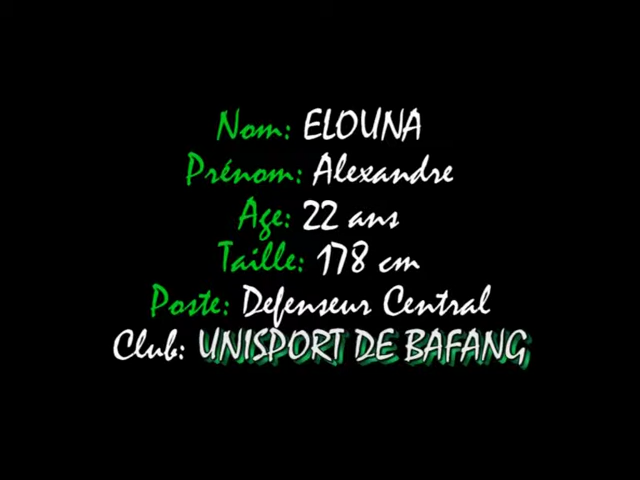 Nom: ELOUNA
Prénom: Alexandre
Age: 22 ans
Taille: 178 cm
Poste: Defenseur Central
Club: UNISPORT DE BAFANG